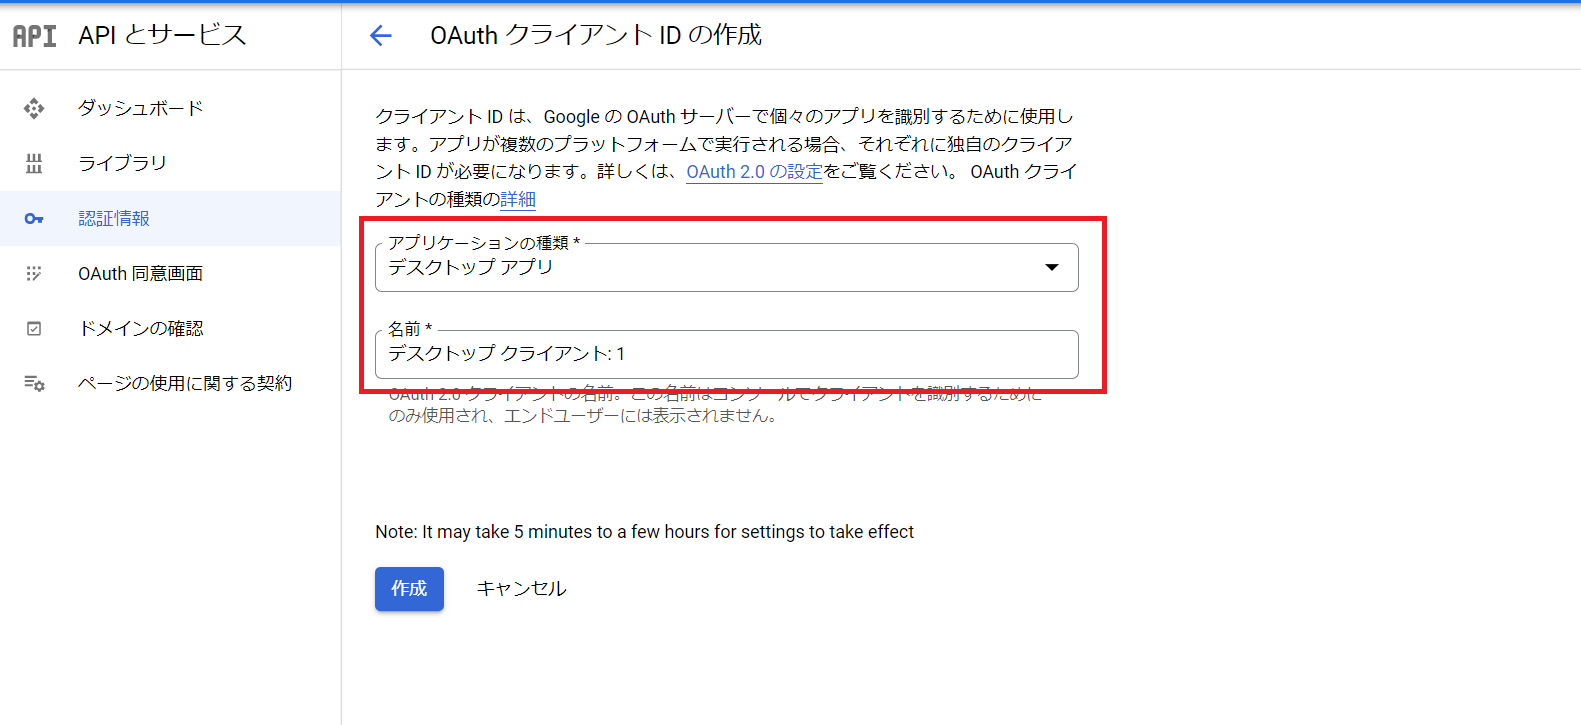 API APIとサービス
OAuth クライアント ID の作成
ダッシュボード
ライブラリ
認証情報
OAuth 同意画面
ドメインの確認
ページの使用に関する契約
クライアント ID は、Google の OAuth サーバーで個々のアプリを識別するために使用し
ます。アプリが複数のプラットフォームで実行される場合、それぞれに独自のクライア
ント ID が必要になります。詳しくは、OAuth 2.0 の設定をご覧ください。 OAuth クライ
アントの種類の詳細
アプリケーションの種類 *
デスクトップ アプリ
名前 *
デスクトップ クライアント: 1
OAuth 2.0 クライアントの名前。この名前はコンソールでクライアントを識別するために
のみ使用され、エンドユーザーには表示されません。
Note: It may take 5 minutes to a few hours for settings to take effect
作成
キャンセル